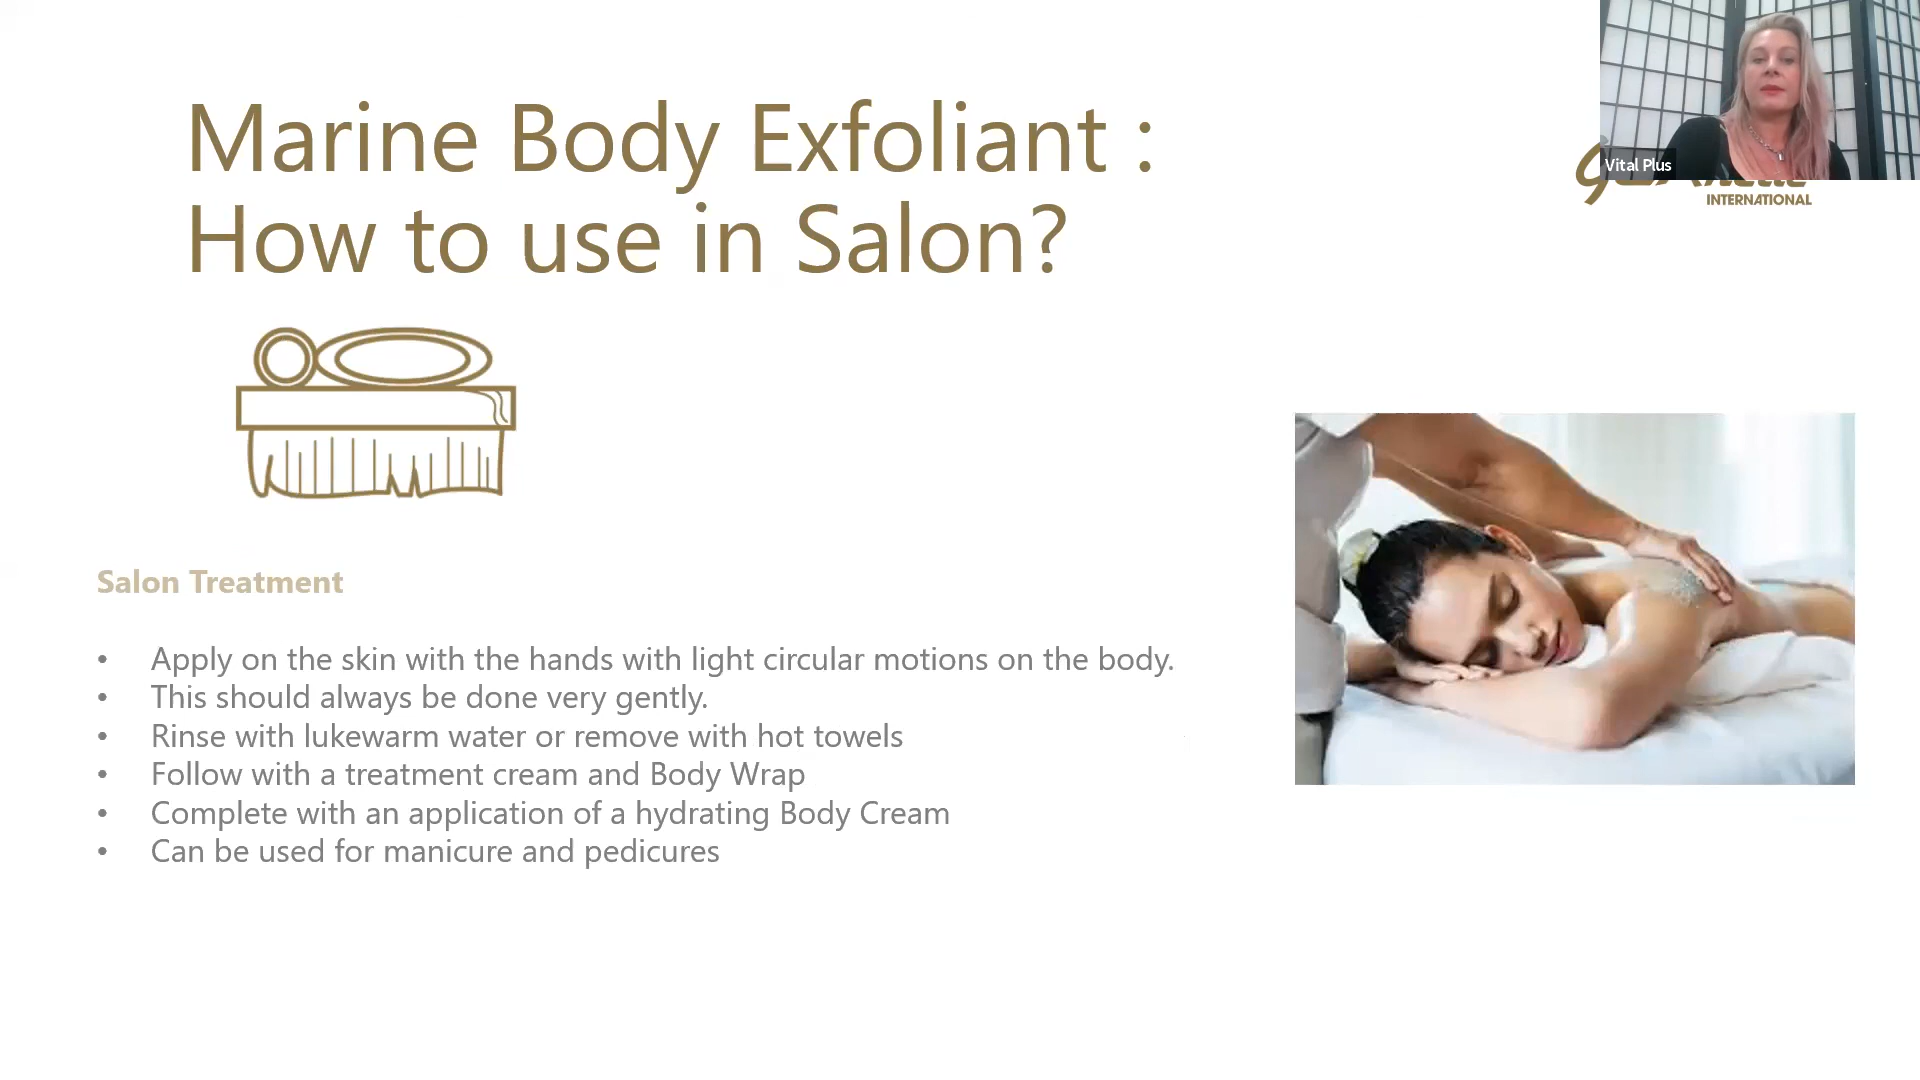 Marine Body Exfoliant :
How to use in Salon?
Vital Plus
INTERNATIONAL
Salon Treatment
• Apply on the skin with the hands with light circular motions on the body.
• This should always be done very gently.
• Rinse with lukewarm water or remove with hot towels
• Follow with a treatment cream and Body Wrap
• Complete with an application of a hydrating Body Cream
• Can be used for manicure and pedicures